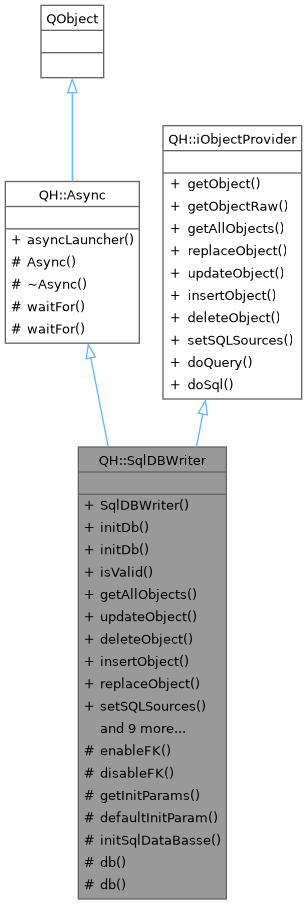 QObject
QH::iObjectProvider
+ getObject()
+ getObjectRaw()
+ getAllObjects()
+ replaceObject()
+ updateObject()
+ insertObject()
+ deleteObject()
+ setSQLSources()
+ doQuery()
+ doSql()
QH::Async
+ asyncLauncher()
# Async()
# ~Async()
# waitFor()
# waitFor()
QH::SqlDBWriter
+ SqlDBWriter()
+ initDb()
+ initDb()
+ isValid()
+ getAllObjects()
+ updateObject()
+ deleteObject()
+ insertObject()
+ replaceObject()
+ setSQLSources()
and 9 more...
# enableFK()
# disableFK()
# getInitParams()
# defaultInitParam()
# initSqlDataBasse()
# db()
# db()